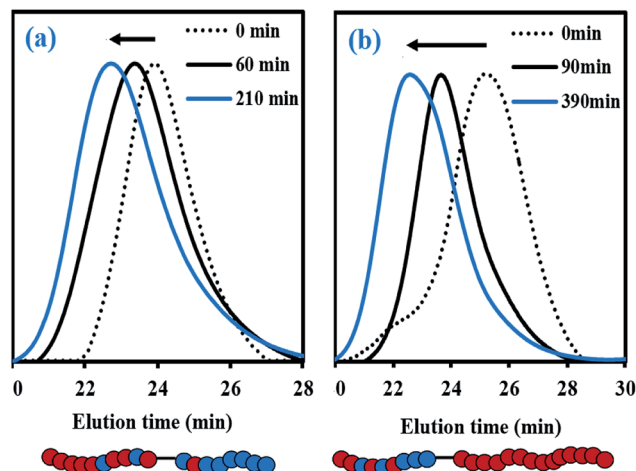 (a)
0 min
60 min
210 min
0 22 24 26 28
Elution time (min)
(b)
0min
90min
390min
0 22 24 26 28 30
Elution time (min)